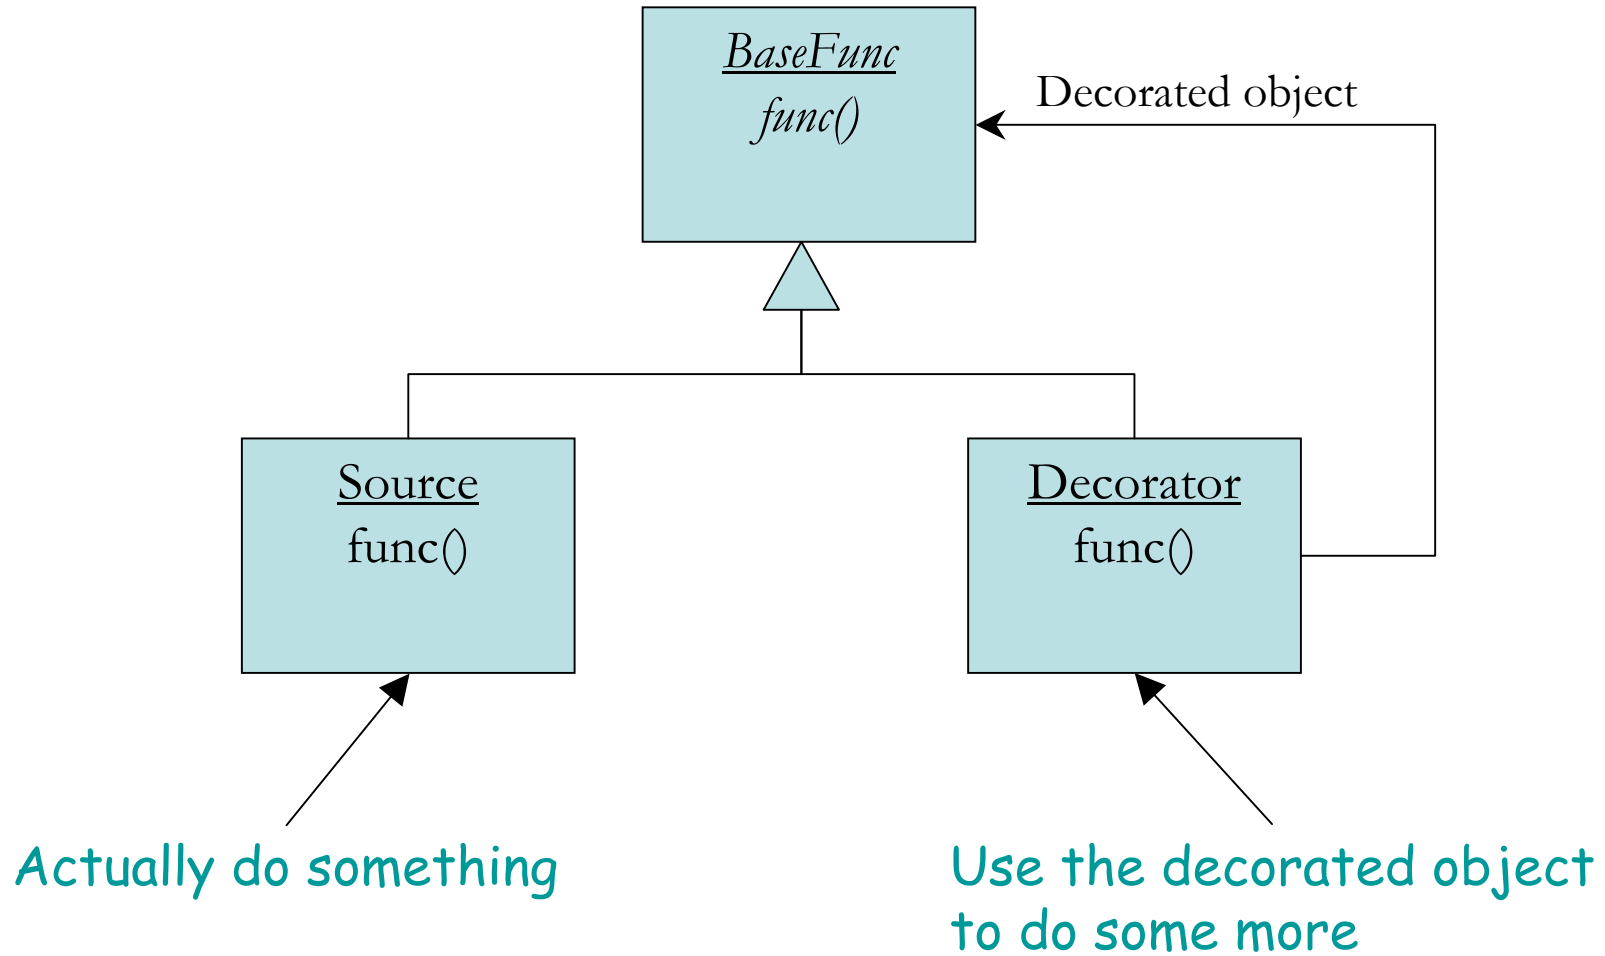 BaseFunc
func()
Decorated object
Source
func()
Decorator
func()
Actually do something
Use the decorated object
to do some more